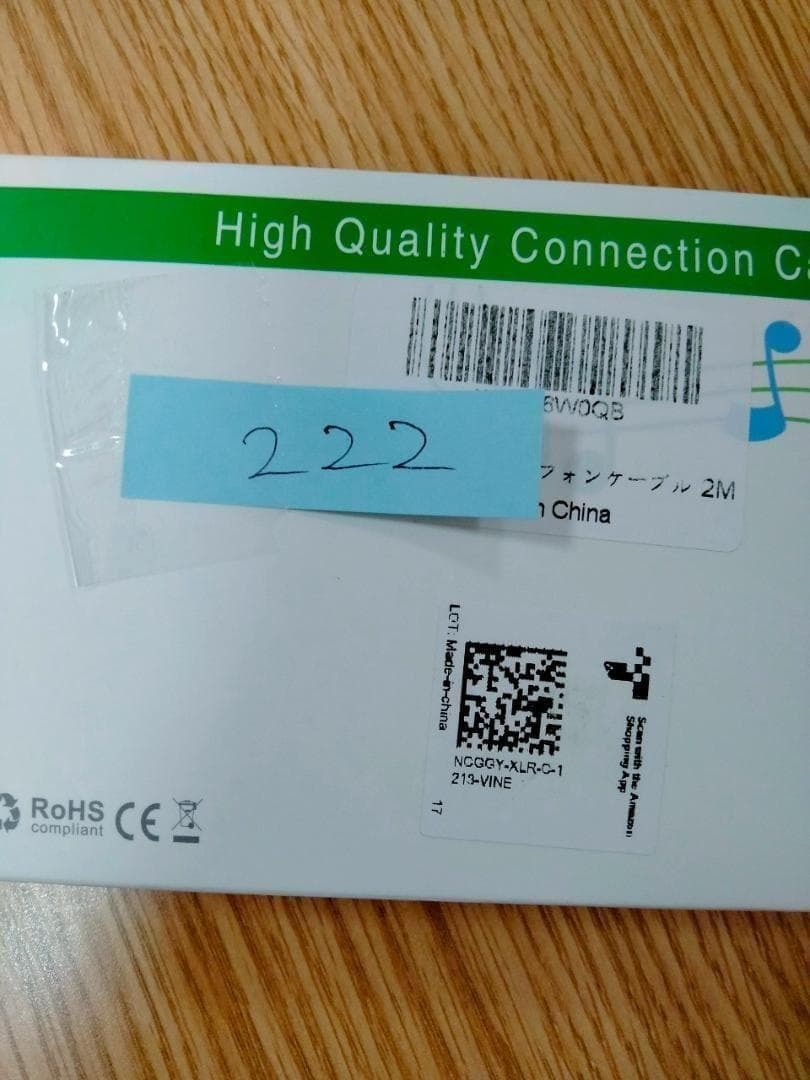 High Quality Connection
6W0QB
222
フォンケーブル 2M
China
LOT: Made-in-china
NCGGY-XLR-C-1
213-VINE
17
Scan with the Amazon
Shopping App
RoHS
compliant
CE